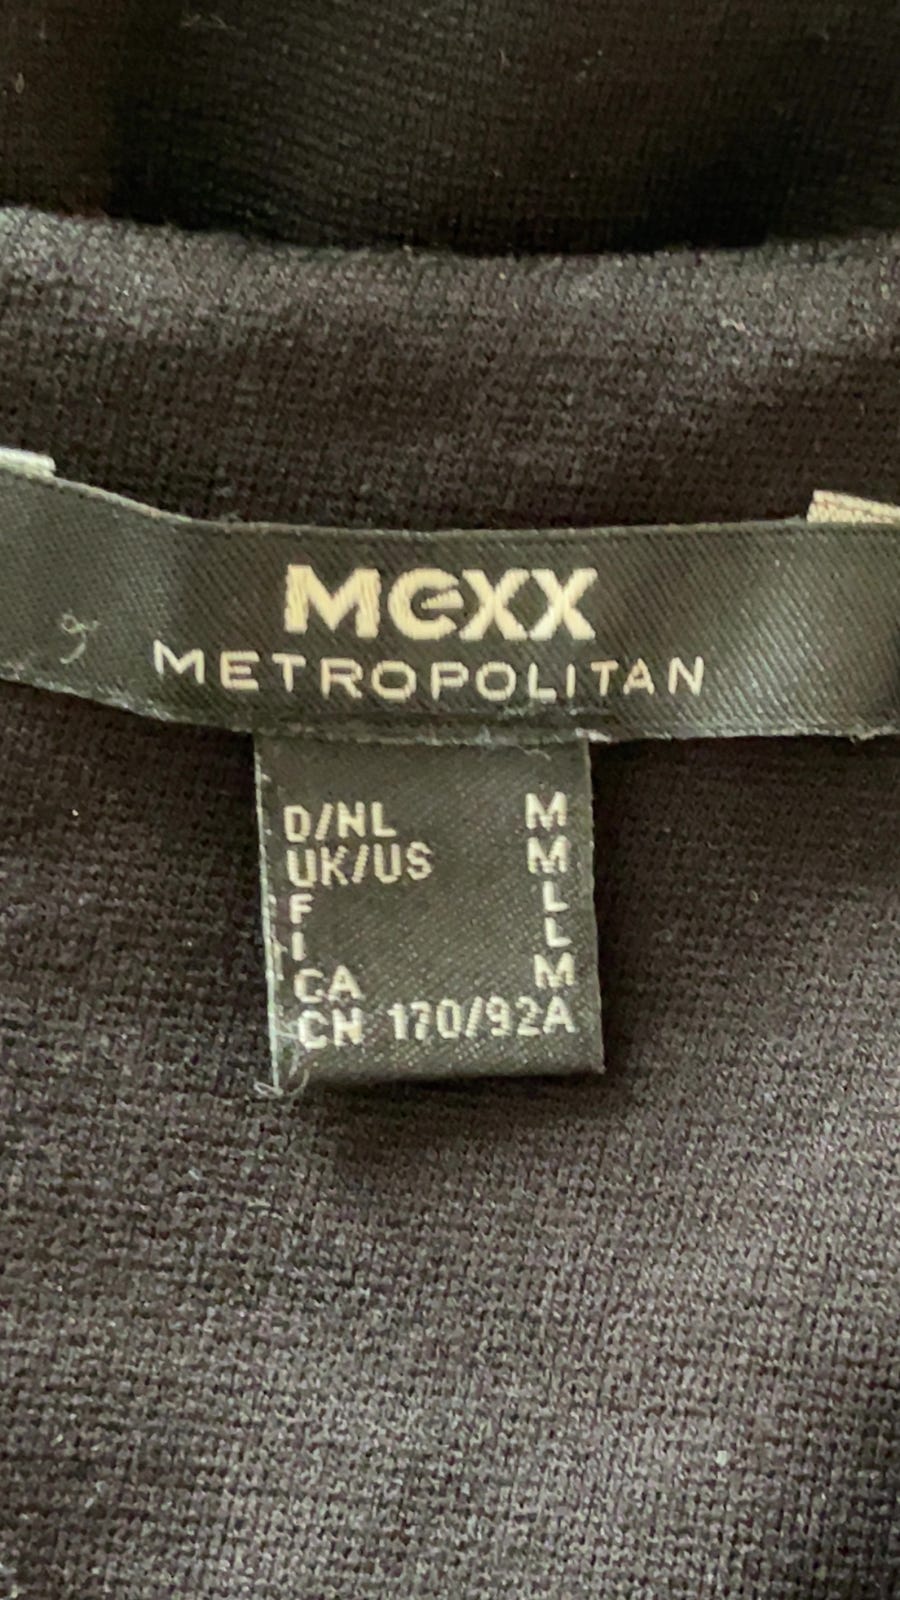 MEXX
METROPOLITAN
D/NL M
UK/US M
F L
I L
CA M
CN 170/92A